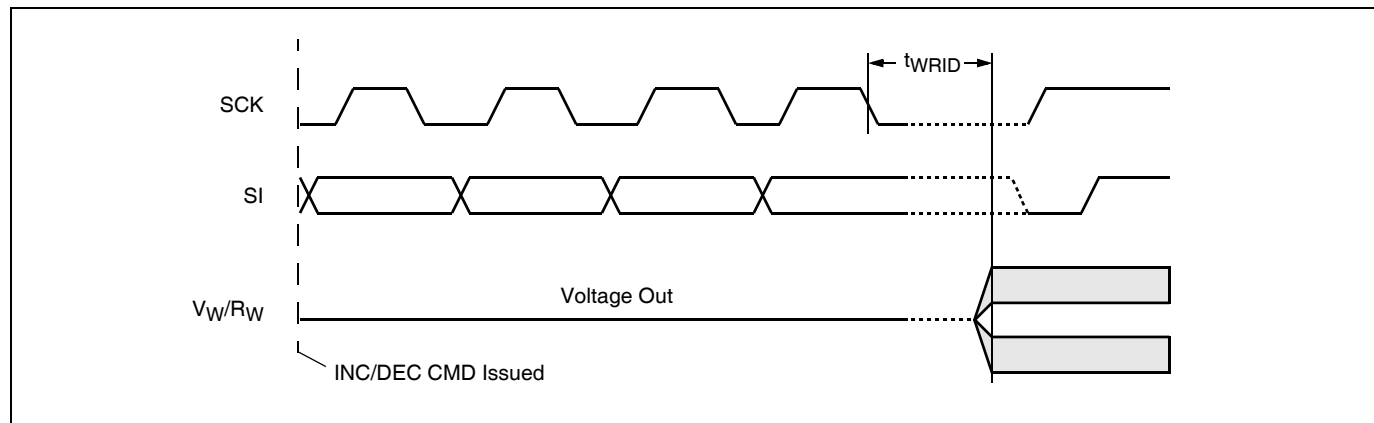 tWRID
SCK
SI
Voltage Out
VW/RW
INC/DEC CMD Issued